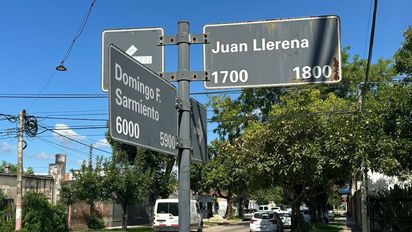 Juan Llerena
1700 1800
Domingo F.
Sarmiento
6000 5900